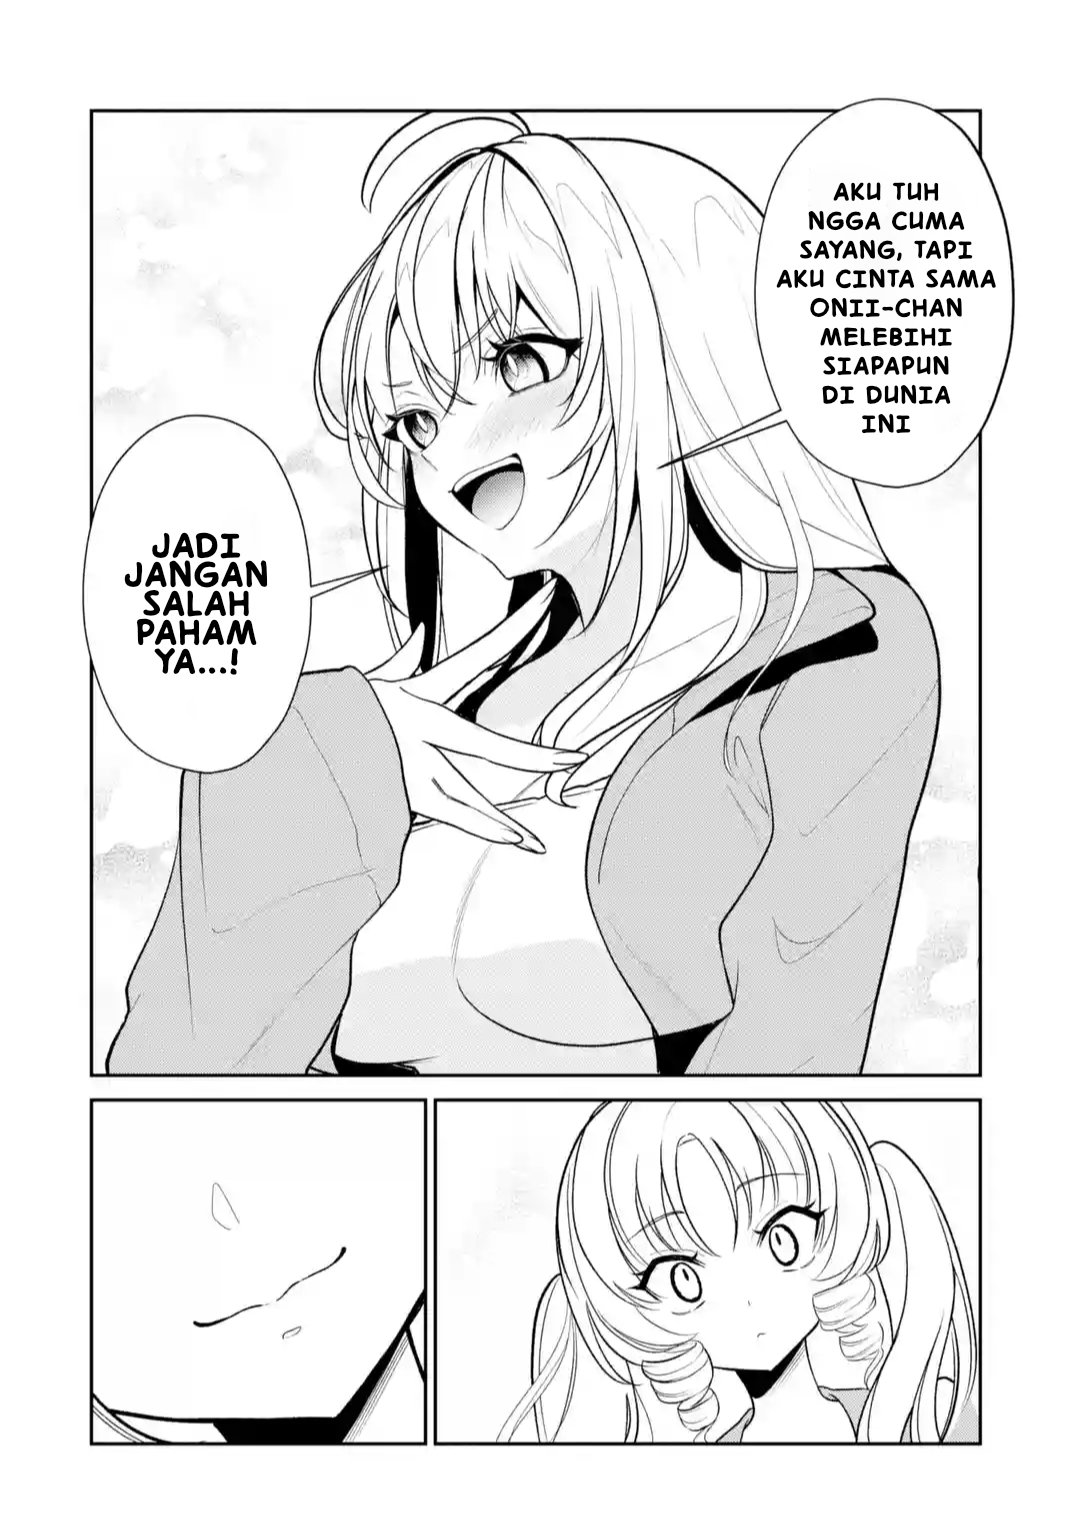 AKU TUH
NGGA CUMA
SAYANG, TAPI
AKU CINTA SAMA
ONII-CHAN
MELEBIHI
SIAPAPUN
DI DUNIA
INI
JADI
JANGAN
SALAH
PAHAM
YA...!